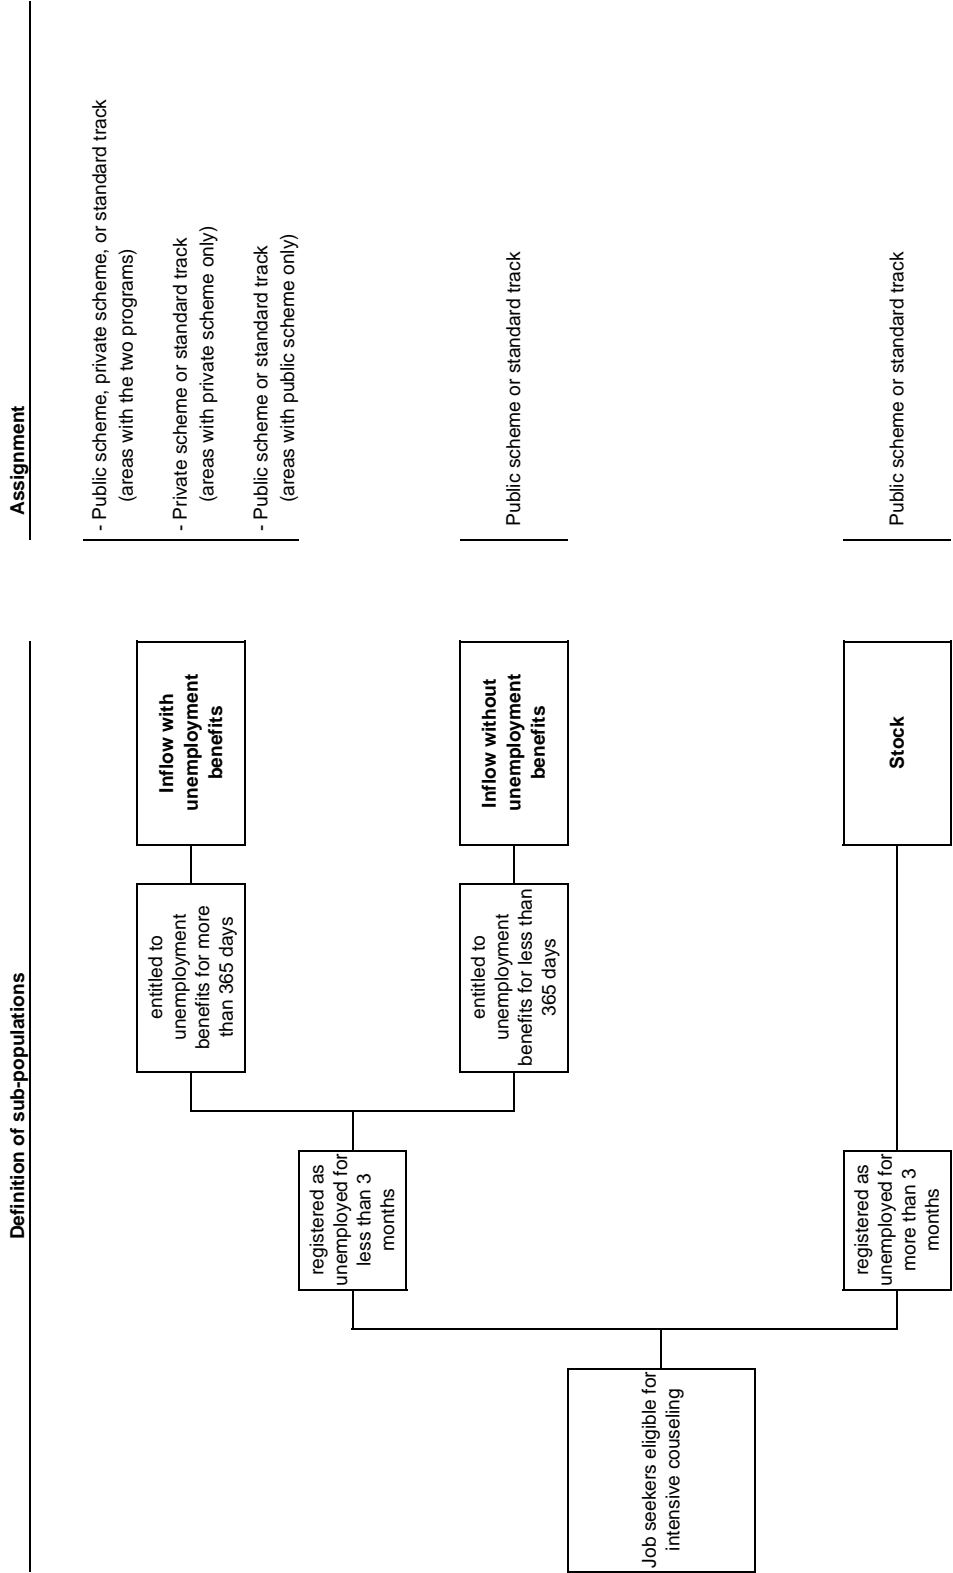 Definition of sub-populations
Assignment
Job seekers eligible for
intensive couseling
registered as
unemployed for
less than 3
months
entitled to
unemployment
benefits for more
than 365 days
Inflow with
unemployment
benefits
- Public scheme, private scheme, or standard track
(areas with the two programs)
- Private scheme or standard track
(areas with private scheme only)
- Public scheme or standard track
(areas with public scheme only)
entitled to
unemployment
benefits for less than
365 days
Inflow without
unemployment
benefits
Public scheme or standard track
registered as
unemployed for
more than 3
months
Stock
Public scheme or standard track